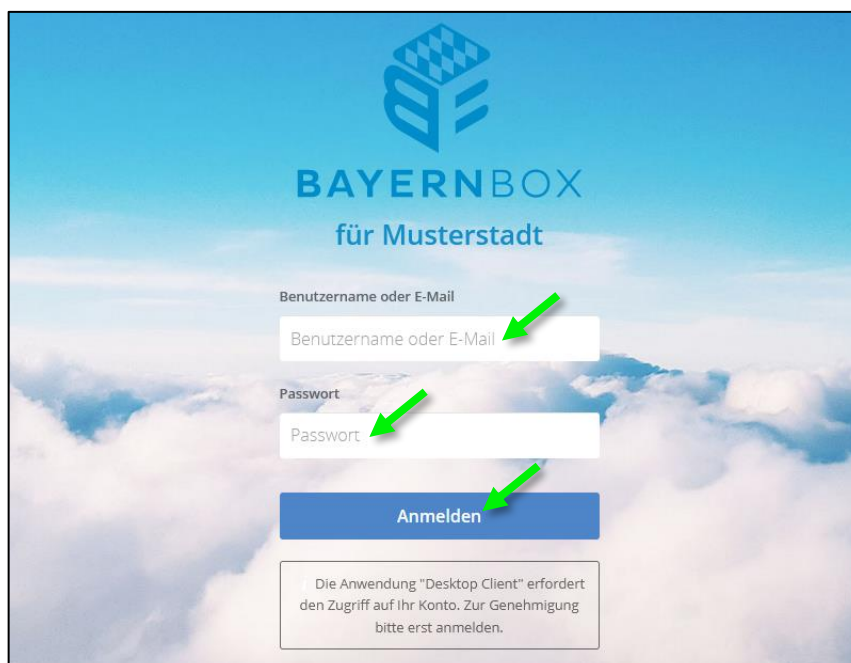 BAYERNBOX
für Musterstadt
Benutzername oder E-Mail
Benutzername oder E-Mail
Passwort
Passwort
Anmelden
Die Anwendung "Desktop Client" erfordert
den Zugriff auf Ihr Konto. Zur Genehmigung
bitte erst anmelden.